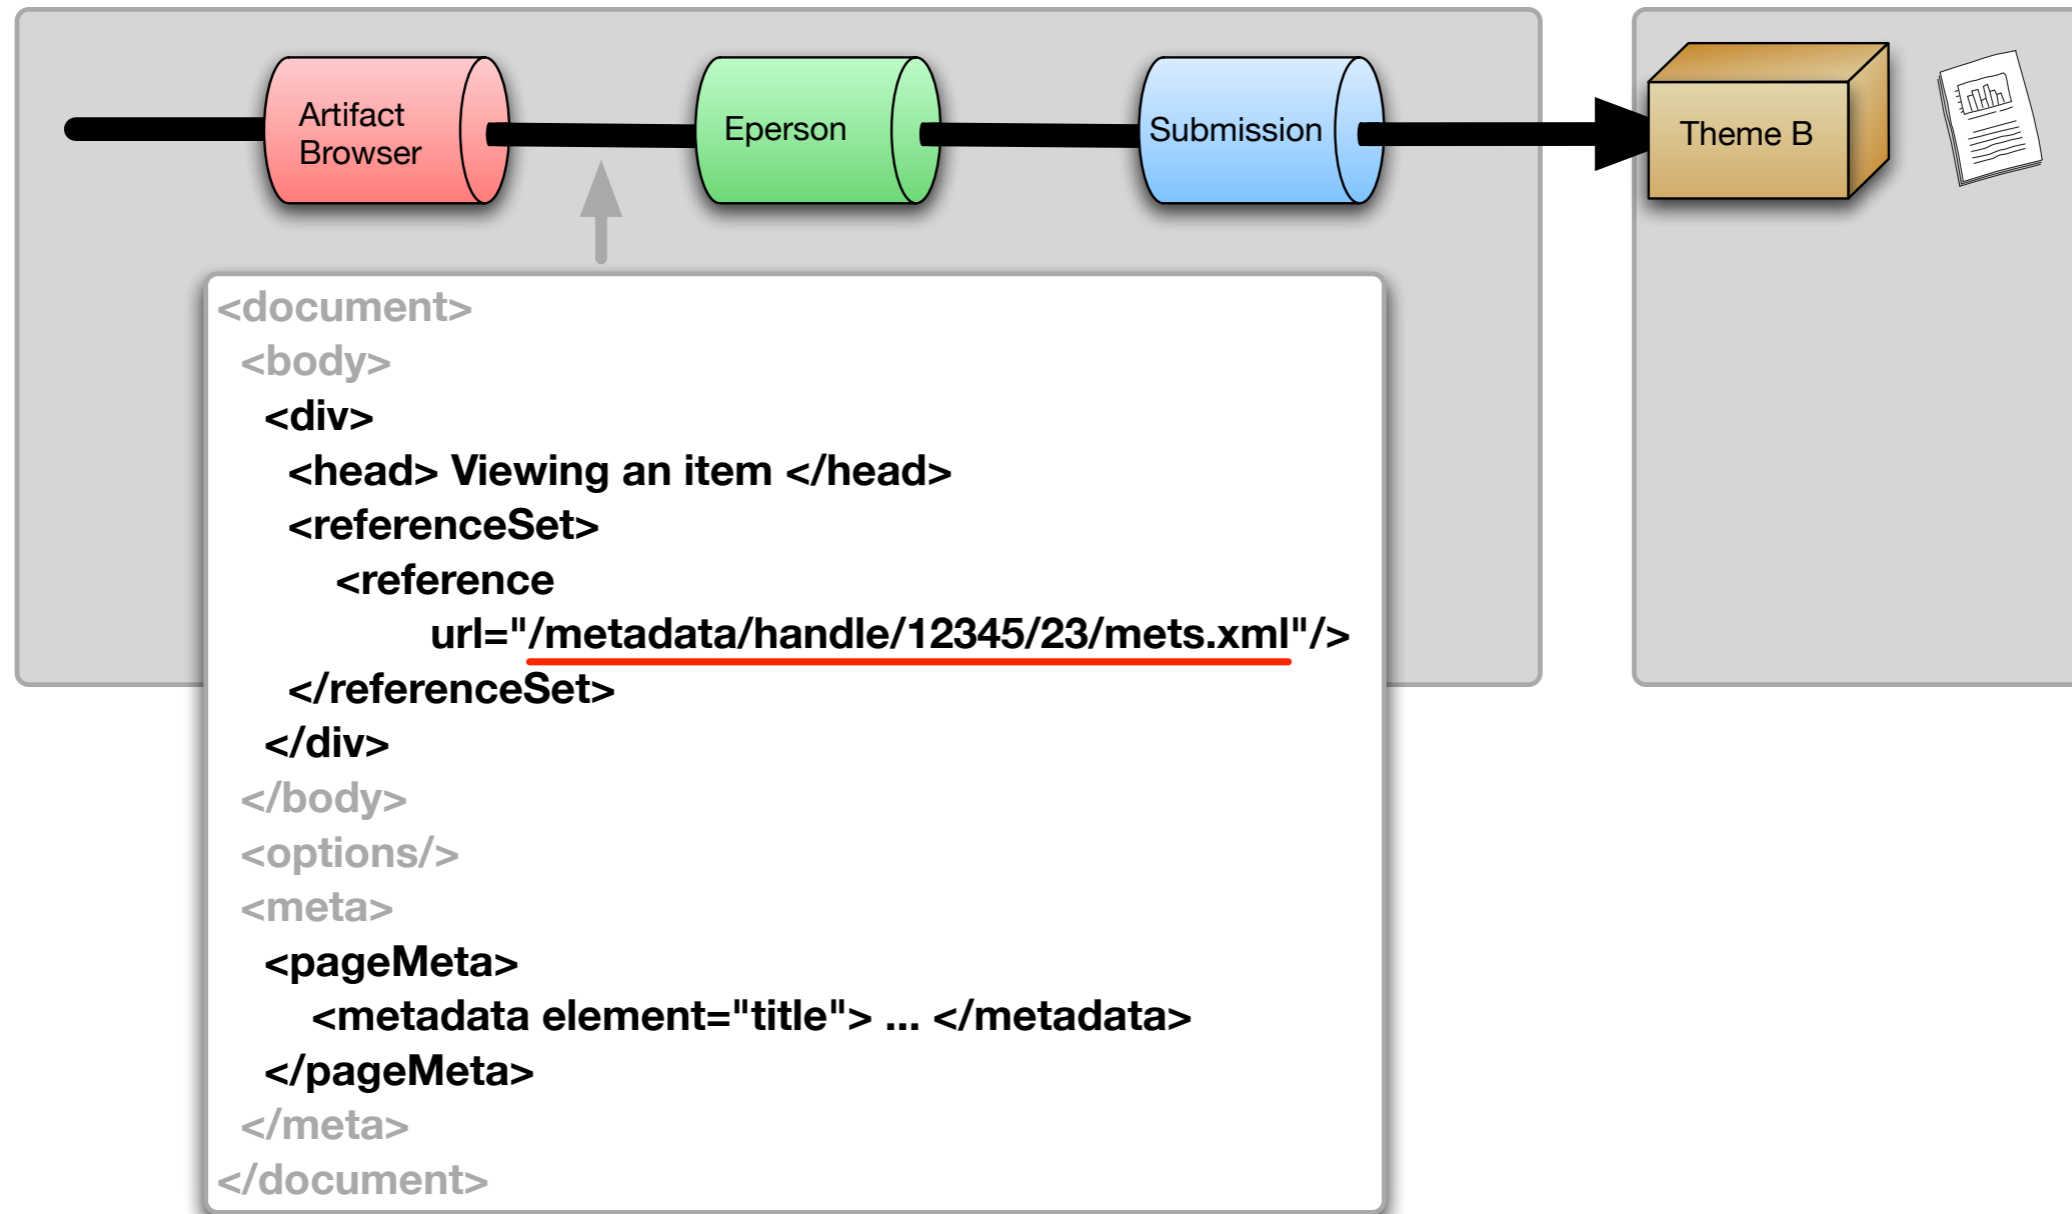 Artifact
Browser
Eperson
Submission
Theme B
<document>
<body>
<div>
<head> Viewing an item </head>
<referenceSet>
<reference
url="/metadata/handle/12345/23/mets.xml"/>
</referenceSet>
</div>
</body>
<options/>
<meta>
<pageMeta>
<metadata element="title"> ... </metadata>
</pageMeta>
</meta>
</document>